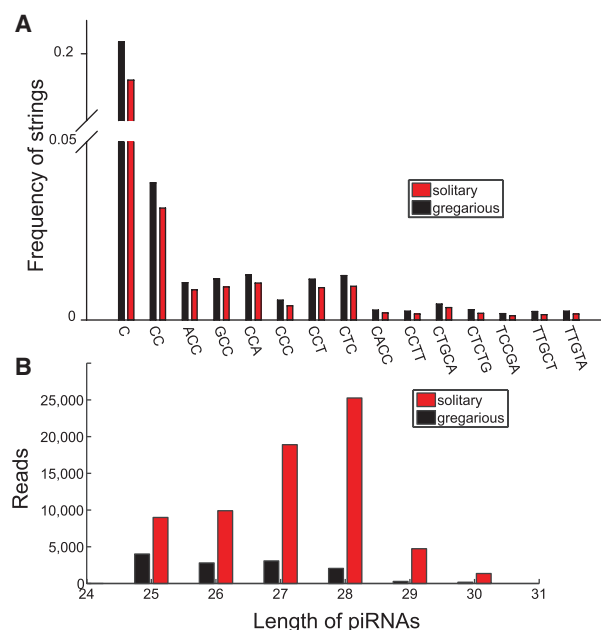 A
Frequency of strings
0.2
0.05
0
solitary
gregarious
C
CC
ACC
GCC
CCA
CCC
CCT
CTC
CACC
CCTT
CTGCA
CTCTG
TCCGA
TTGCT
TTGTA
B
Reads
25,000
20,000
15,000
10,000
5,000
0
solitary
gregarious
24 25 26 27 28 29 30 31
Length of piRNAs